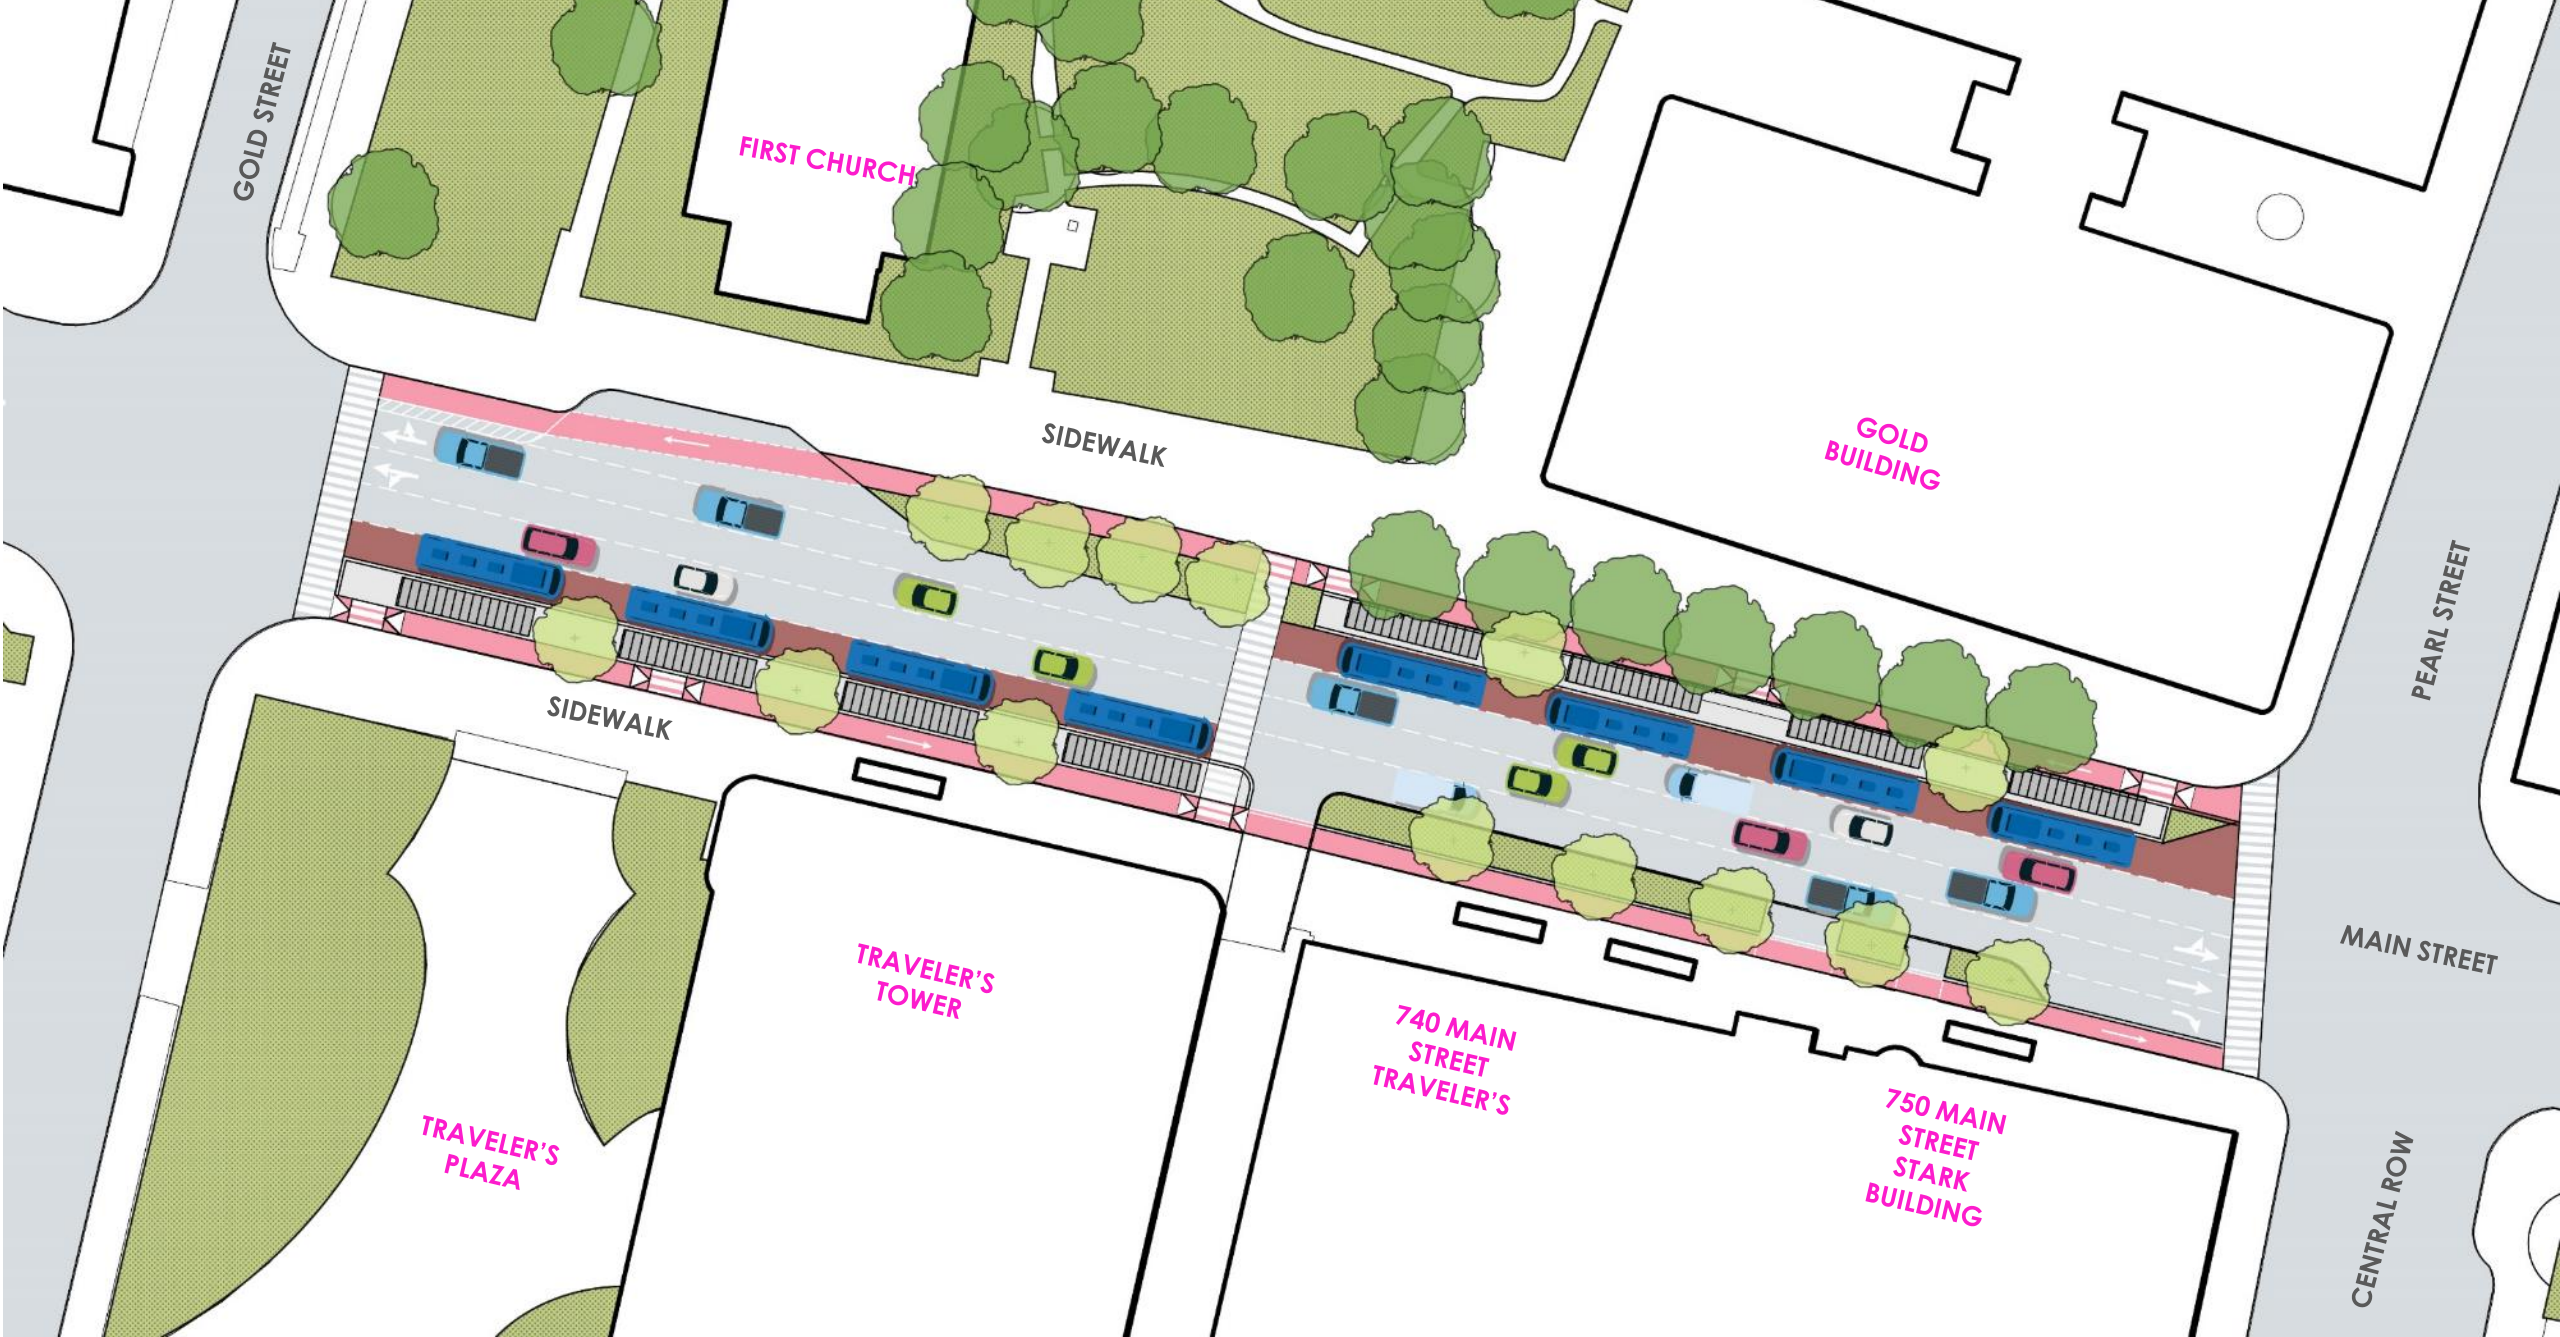 GOLD STREET
FIRST CHURCH
SIDEWALK
GOLD
BUILDING
PEARL STREET
SIDEWALK
MAIN STREET
TRAVELER'S
TOWER
740 MAIN
STREET
TRAVELER'S
750 MAIN
STREET
STARK
BUILDING
TRAVELER'S
PLAZA
CENTRAL ROW